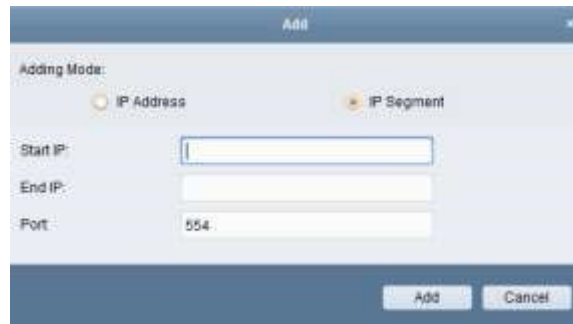 Add
Adding Mode:
IP Address IP Segment
Start IP:
End IP:
Port: 554
Add Cancel